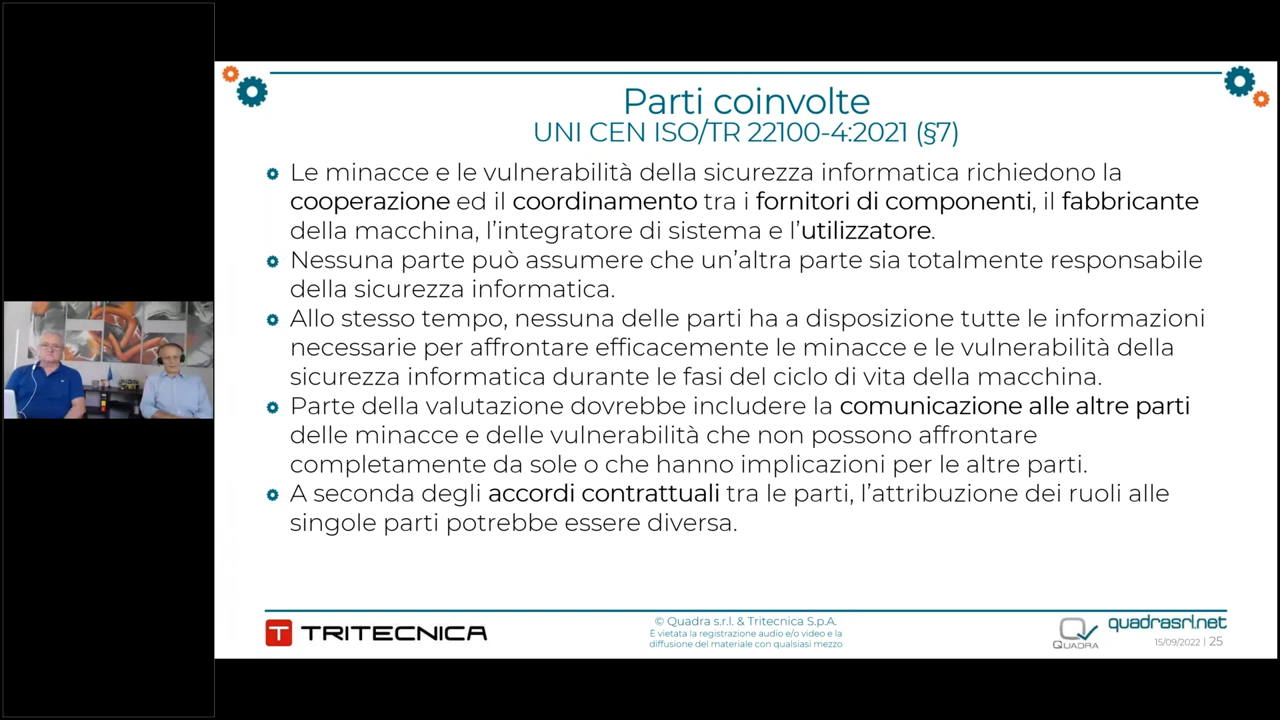 Parti coinvolte
UNI CEN ISO/TR 22100-4:2021 (§7)
Le minacce e le vulnerabilità della sicurezza informatica richiedono la
cooperazione ed il coordinamento tra i fornitori di componenti, il fabbricante
della macchina, l'integratore di sistema e l'utilizzatore.
Nessuna parte può assumere che un'altra parte sia totalmente responsabile
della sicurezza informatica.
Allo stesso tempo, nessuna delle parti ha a disposizione tutte le informazioni
necessarie per affrontare efficacemente le minacce e le vulnerabilità della
sicurezza informatica durante le fasi del ciclo di vita della macchina.
Parte della valutazione dovrebbe includere la comunicazione alle altre parti
delle minacce e delle vulnerabilità che non possono affrontare
completamente da sole o che hanno implicazioni per le altre parti.
A seconda degli accordi contrattuali tra le parti, l'attribuzione dei ruoli alle
singole parti potrebbe essere diversa.
T TRITECNICA
© Quadra s.r.l. & Tritecnica S.p.A.
È vietata la registrazione audio e/o video e la
diffusione del materiale con qualsiasi mezzo
QUADRA
quadrasrl.net
15/09/2022 | 25